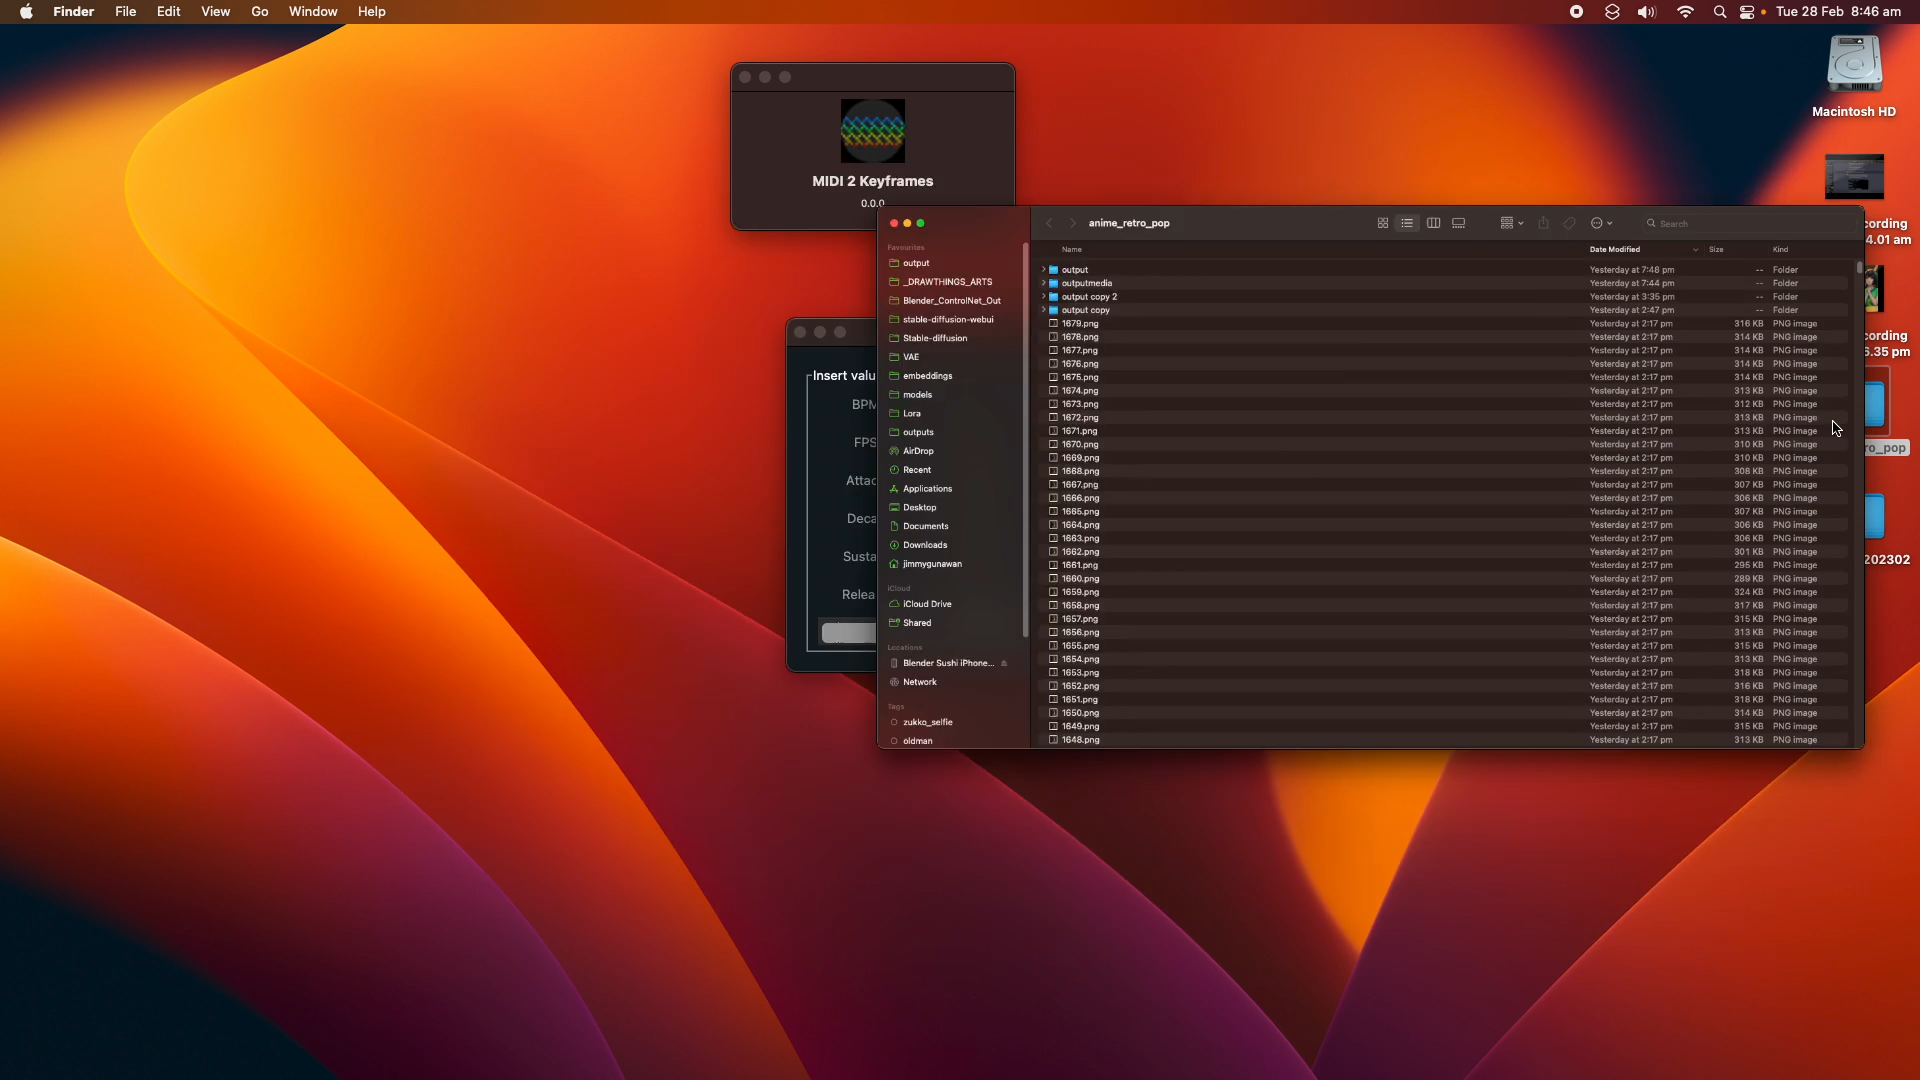 Finder File Edit View Go Window Help
Tue 28 Feb 8:46 am
Macintosh HD
MIDI 2 Keyframes
0.0.0
Insert valu
BPM
FPS
Attac
Deca
Susta
Relea
cording
4.01 am
cording
6.35 pm
ro_pop
202302
anime_retro_pop
Search
Favourites
output
_DRAWTHINGS_ARTS
Blender_ControlNet_Out
stable-diffusion-webui
Stable-diffusion
VAE
embeddings
models
Lora
outputs
AirDrop
Recent
Applications
Desktop
Documents
Downloads
jimmygunawan
iCloud
iCloud Drive
Shared
Locations
Blender Sushi iPhone...
Network
Tags
zukko_selfie
oldman
Name Date Modified Size Kind
output Yesterday at 7:48 pm -- Folder
outputmedia Yesterday at 7:44 pm -- Folder
output copy 2 Yesterday at 3:35 pm -- Folder
output copy Yesterday at 2:47 pm -- Folder
1679.png Yesterday at 2:17 pm 316 KB PNG image
1678.png Yesterday at 2:17 pm 314 KB PNG image
1677.png Yesterday at 2:17 pm 314 KB PNG image
1676.png Yesterday at 2:17 pm 314 KB PNG image
1675.png Yesterday at 2:17 pm 314 KB PNG image
1674.png Yesterday at 2:17 pm 313 KB PNG image
1673.png Yesterday at 2:17 pm 312 KB PNG image
1672.png Yesterday at 2:17 pm 313 KB PNG image
1671.png Yesterday at 2:17 pm 313 KB PNG image
1670.png Yesterday at 2:17 pm 310 KB PNG image
1669.png Yesterday at 2:17 pm 310 KB PNG image
1668.png Yesterday at 2:17 pm 308 KB PNG image
1667.png Yesterday at 2:17 pm 307 KB PNG image
1666.png Yesterday at 2:17 pm 306 KB PNG image
1665.png Yesterday at 2:17 pm 307 KB PNG image
1664.png Yesterday at 2:17 pm 306 KB PNG image
1663.png Yesterday at 2:17 pm 306 KB PNG image
1662.png Yesterday at 2:17 pm 301 KB PNG image
1661.png Yesterday at 2:17 pm 295 KB PNG image
1660.png Yesterday at 2:17 pm 289 KB PNG image
1659.png Yesterday at 2:17 pm 324 KB PNG image
1658.png Yesterday at 2:17 pm 317 KB PNG image
1657.png Yesterday at 2:17 pm 315 KB PNG image
1656.png Yesterday at 2:17 pm 313 KB PNG image
1655.png Yesterday at 2:17 pm 315 KB PNG image
1654.png Yesterday at 2:17 pm 313 KB PNG image
1653.png Yesterday at 2:17 pm 318 KB PNG image
1652.png Yesterday at 2:17 pm 316 KB PNG image
1651.png Yesterday at 2:17 pm 318 KB PNG image
1650.png Yesterday at 2:17 pm 314 KB PNG image
1649.png Yesterday at 2:17 pm 315 KB PNG image
1648.png Yesterday at 2:17 pm 313 KB PNG image